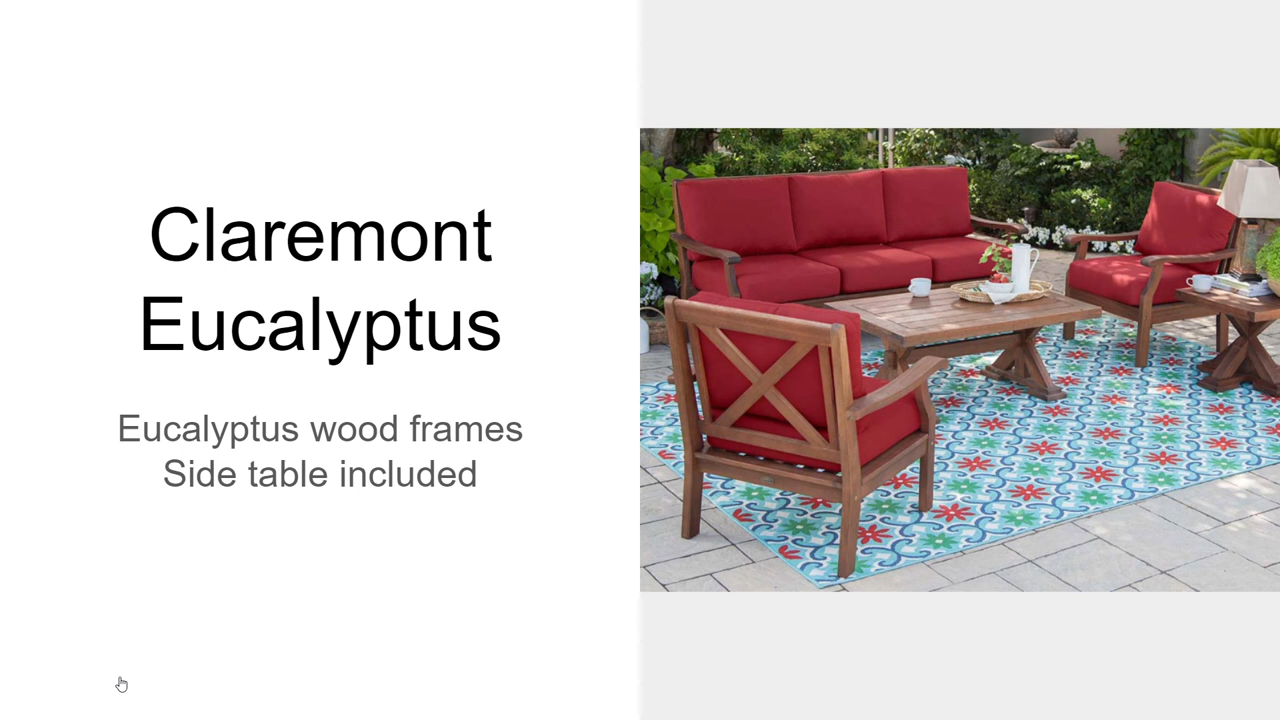 Claremont
Eucalyptus
Eucalyptus wood frames
Side table included